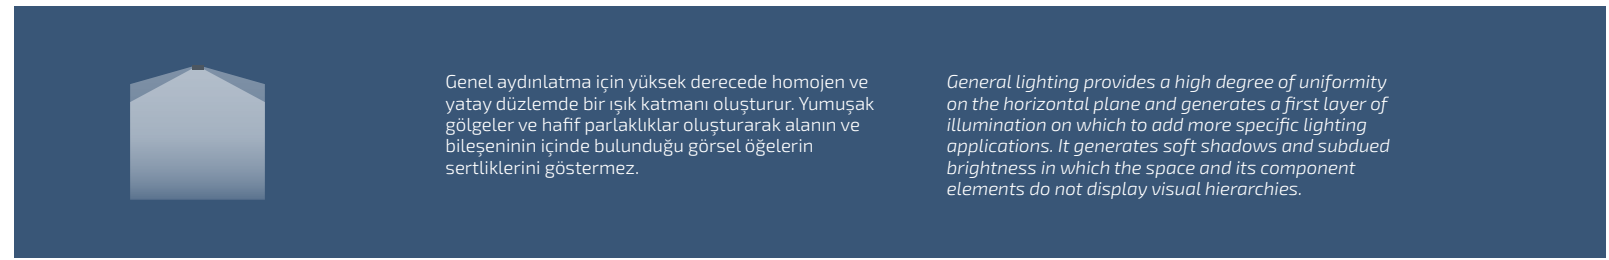 Genel aydınlatma için yüksek derecede homojen ve
yatay düzlemde bir ışık katmanı oluşturur. Yumuşak
gölgeler ve hafif parlaklıklar oluşturarak alanın ve
bileşeninin içinde bulunduğu görsel öğelerin
sertliklerini göstermez.
General lighting provides a high degree of uniformity
on the horizontal plane and generates a first layer of
illumination on which to add more specific lighting
applications. It generates soft shadows and subdued
brightness in which the space and its component
elements do not display visual hierarchies.